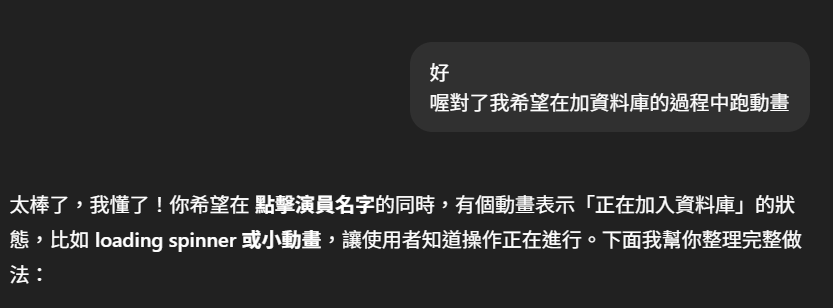 好
喔對了我希望在加資料庫的過程中跑動畫
太棒了，我懂了！你希望在 點擊演員名字的同時，有個動畫表示「正在加入資料庫」的狀
態，比如 loading spinner 或小動畫，讓使用者知道操作正在進行。下面我幫你整理完整做
法：